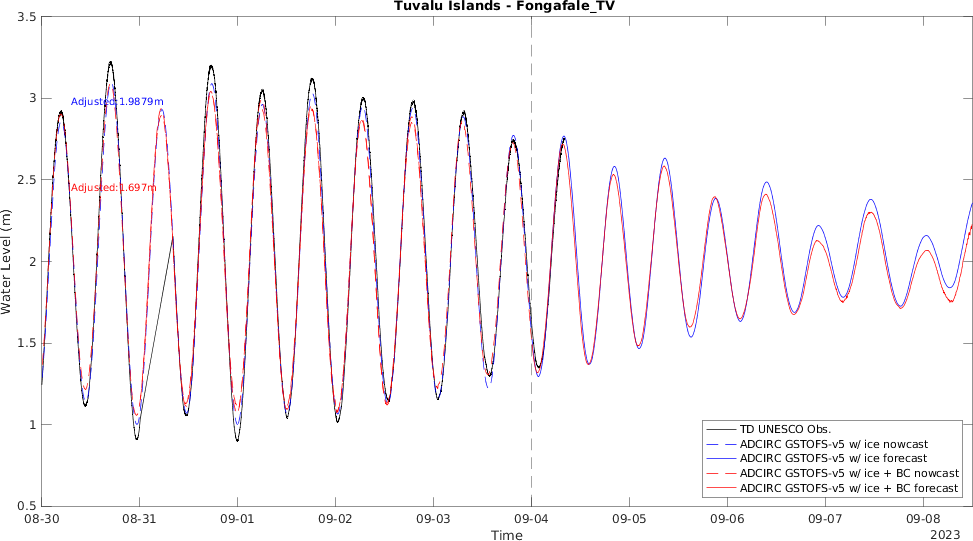 Tuvalu Islands - Fongafale_TV
3.5
3
2.5
2
1.5
1
0.5
Water Level (m)
Adjusted:1.9879m
Adjusted:1.697m
TD UNESCO Obs.
ADCIRC GSTOFS-v5 w/ ice nowcast
ADCIRC GSTOFS-v5 w/ ice forecast
ADCIRC GSTOFS-v5 w/ ice + BC nowcast
ADCIRC GSTOFS-v5 w/ ice + BC forecast
08-30 08-31 09-01 09-02 09-03 09-04 09-05 09-06 09-07 09-08
Time
2023